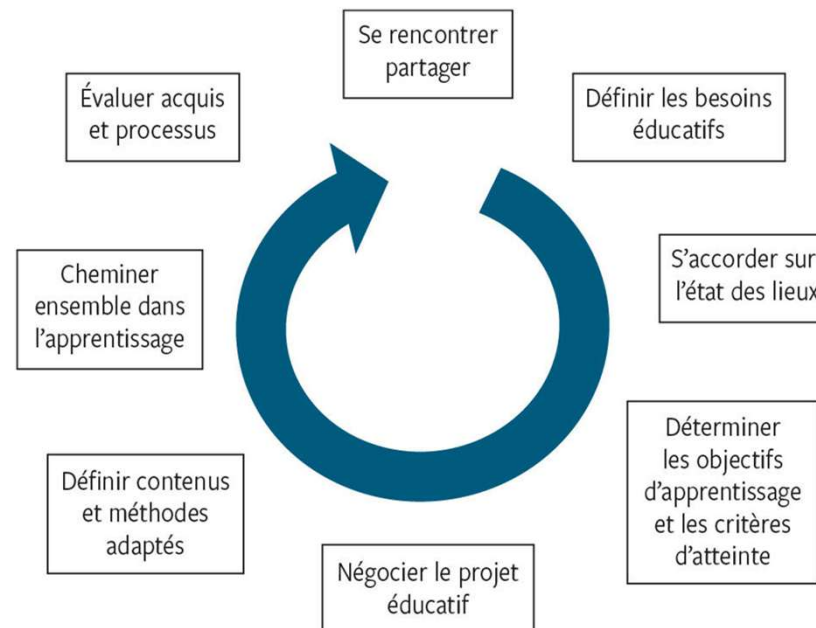 Se rencontrer
partager
Définir les besoins
éducatifs
S'accorder sur
l'état des lieux
Déterminer
les objectifs
d'apprentissage
et les critères
d'atteinte
Négocier le projet
éducatif
Définir contenus
et méthodes
adaptés
Cheminer
ensemble dans
l'apprentissage
Évaluer acquis
et processus